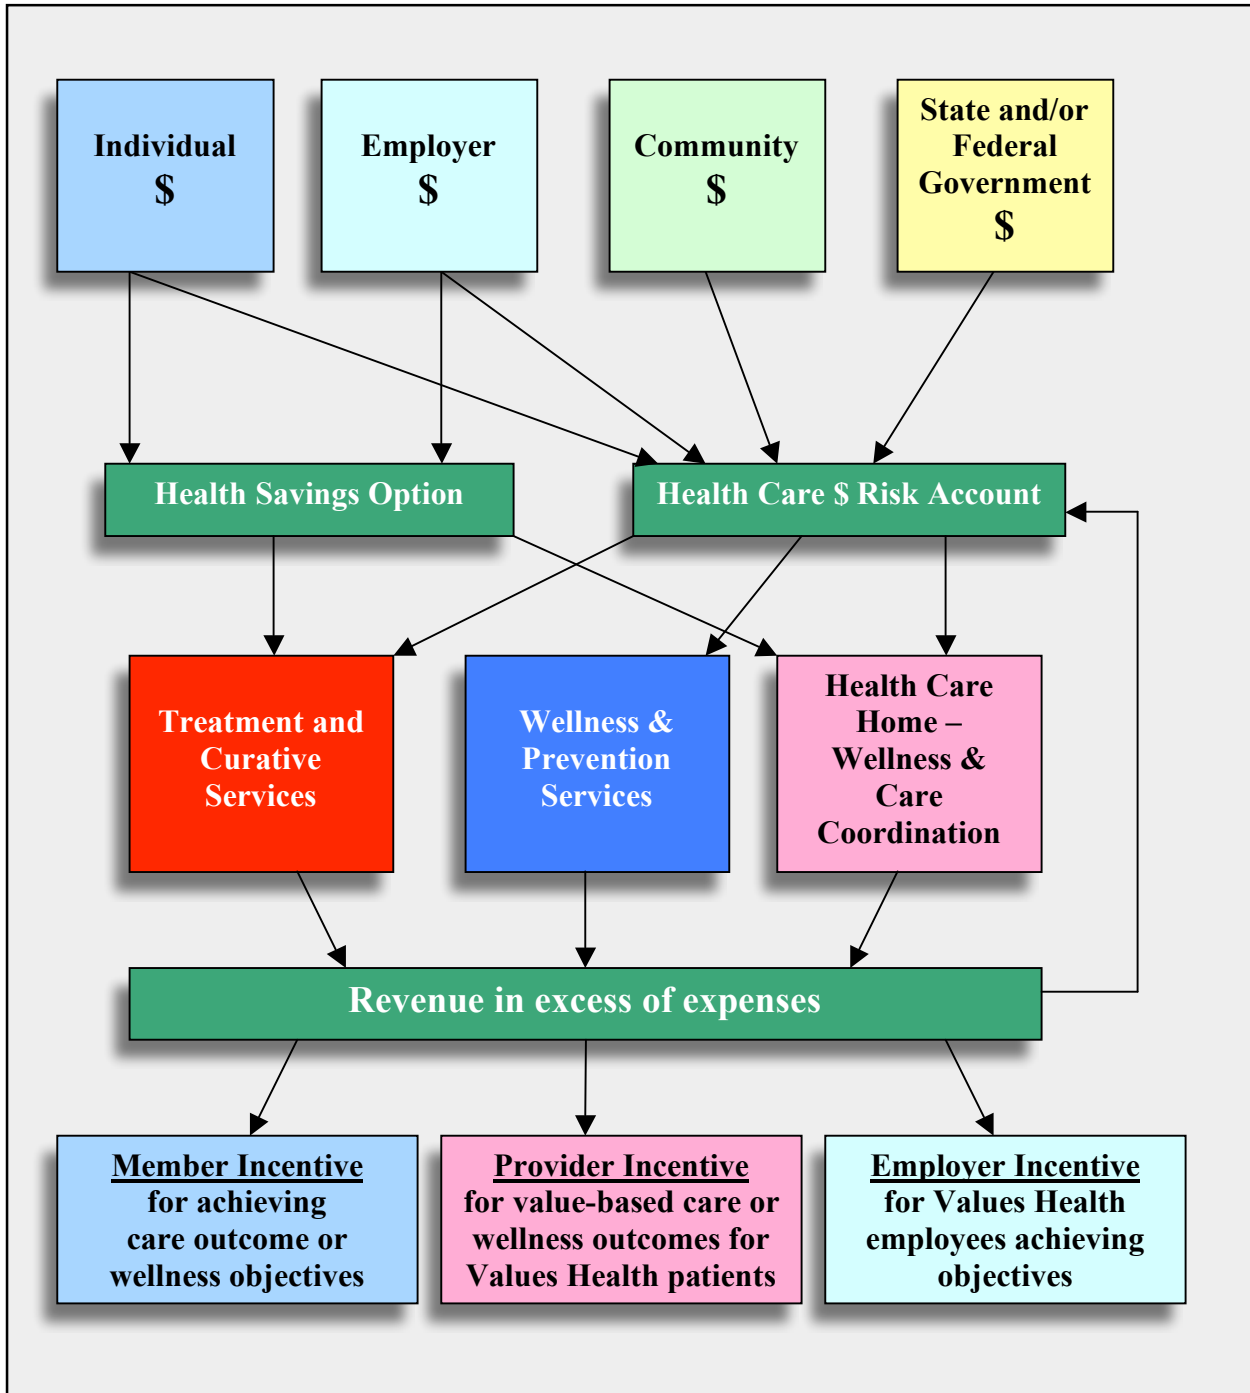 Individual
$
Employer
$
Community
$
State and/or
Federal
Government
$
Health Savings Option
Health Care $ Risk Account
Treatment and
Curative
Services
Wellness &
Prevention
Services
Health Care
Home –
Wellness &
Care
Coordination
Revenue in excess of expenses
Member Incentive
for achieving
care outcome or
wellness objectives
Provider Incentive
for value-based care or
wellness outcomes for
Values Health patients
Employer Incentive
for Values Health
employees achieving
objectives